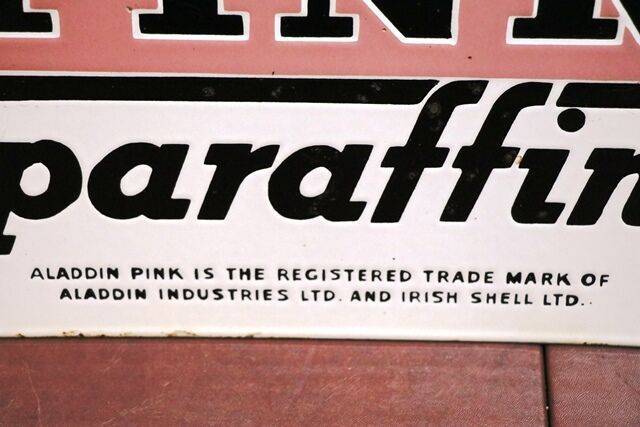 paraffin
ALADDIN PINK IS THE REGISTERED TRADE MARK OF
ALADDIN INDUSTRIES LTD. AND IRISH SHELL LTD..